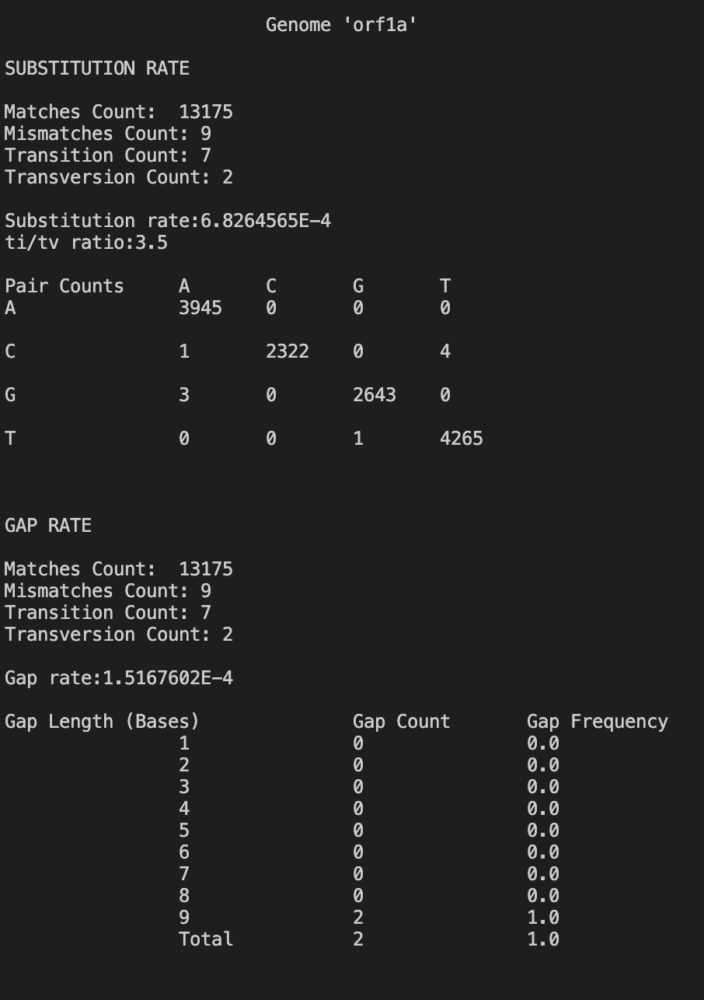 Genome 'orf1a'
SUBSTITUTION RATE
Matches Count:  13175
Mismatches Count: 9
Transition Count: 7
Transversion Count: 2
Substitution rate:6.8264565E-4
ti/tv ratio:3.5
Pair Counts     A       C       G       T
A               3945    0       0       0
C               1       2322    0       4
G               3       0       2643    0
T               0       0       1       4265
GAP RATE
Matches Count:  13175
Mismatches Count: 9
Transition Count: 7
Transversion Count: 2
Gap rate:1.5167602E-4
Gap Length (Bases)              Gap Count       Gap Frequency
                1               0               0.0
                2               0               0.0
                3               0               0.0
                4               0               0.0
                5               0               0.0
                6               0               0.0
                7               0               0.0
                8               0               0.0
                9               2               1.0
                Total           2               1.0